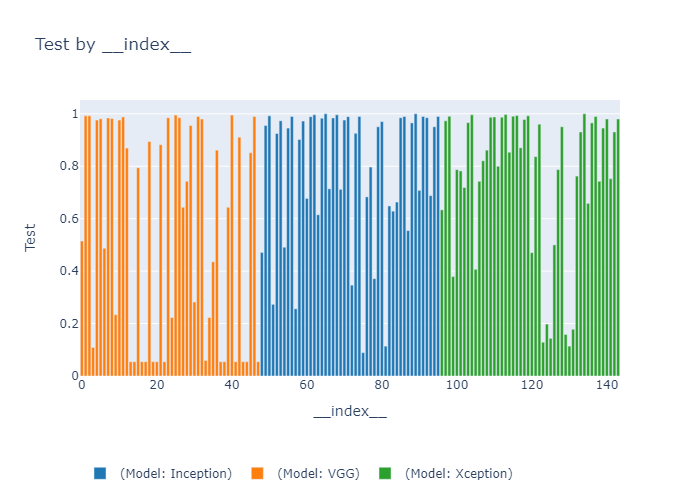 Test by __index__
1
0.8
0.6
0.4
0.2
0
Test
0 20 40 60 80 100 120 140
__index__
(Model: Inception) (Model: VGG) (Model: Xception)